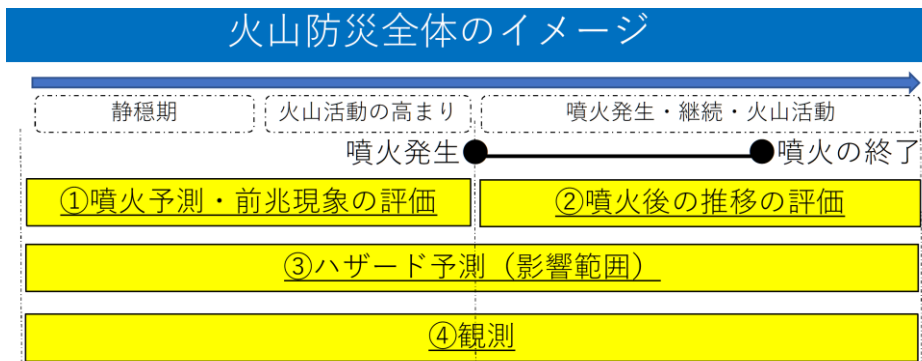 火山防災全体のイメージ
静穏期
火山活動の高まり
噴火発生・継続・火山活動
噴火発生
噴火の終了
①噴火予測・前兆現象の評価
②噴火後の推移の評価
③ハザード予測（影響範囲）
④観測